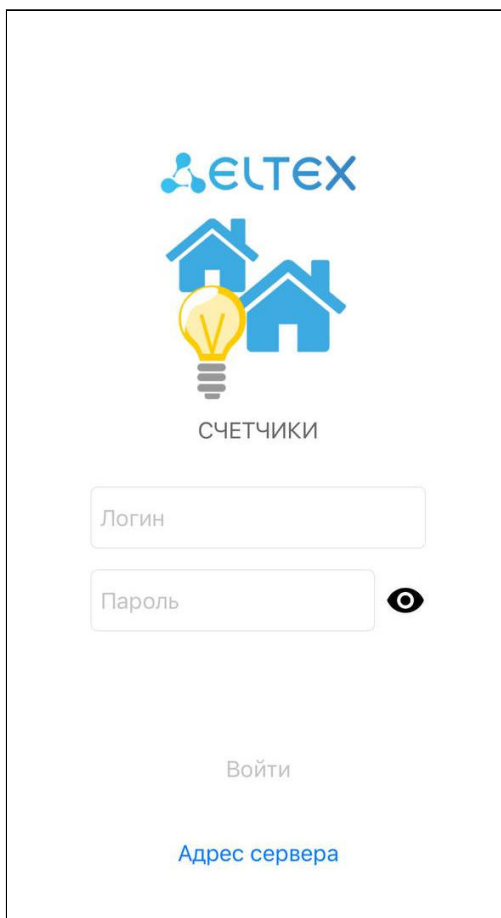 ELTEX
СЧЕТЧИКИ
Логин
Пароль
Войти
Адрес сервера